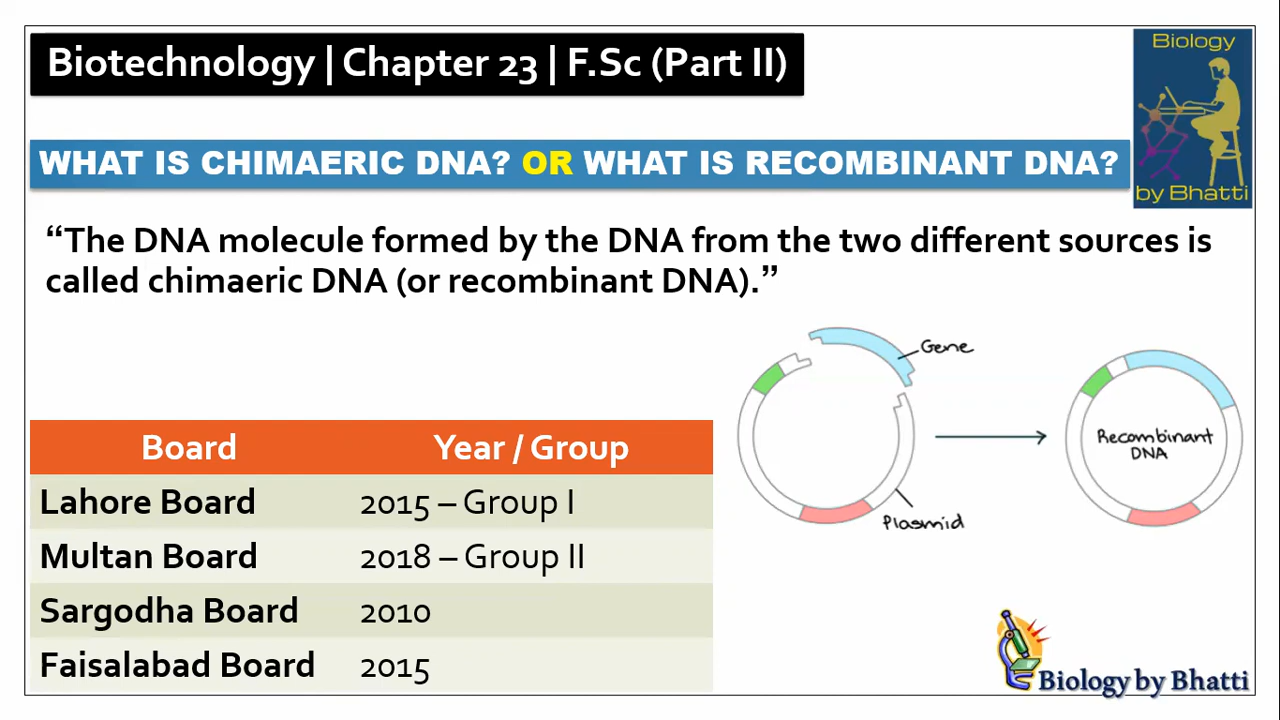 Biotechnology | Chapter 23 | F.Sc (Part II)
Biology
by Bhatti
WHAT IS CHIMAERIC DNA? OR WHAT IS RECOMBINANT DNA?
“The DNA molecule formed by the DNA from the two different sources is
called chimaeric DNA (or recombinant DNA).”
Gene
Plasmid
Recombinant
DNA
Board Year / Group
Lahore Board 2015 – Group I
Multan Board 2018 – Group II
Sargodha Board 2010
Faisalabad Board 2015
Biology by Bhatti